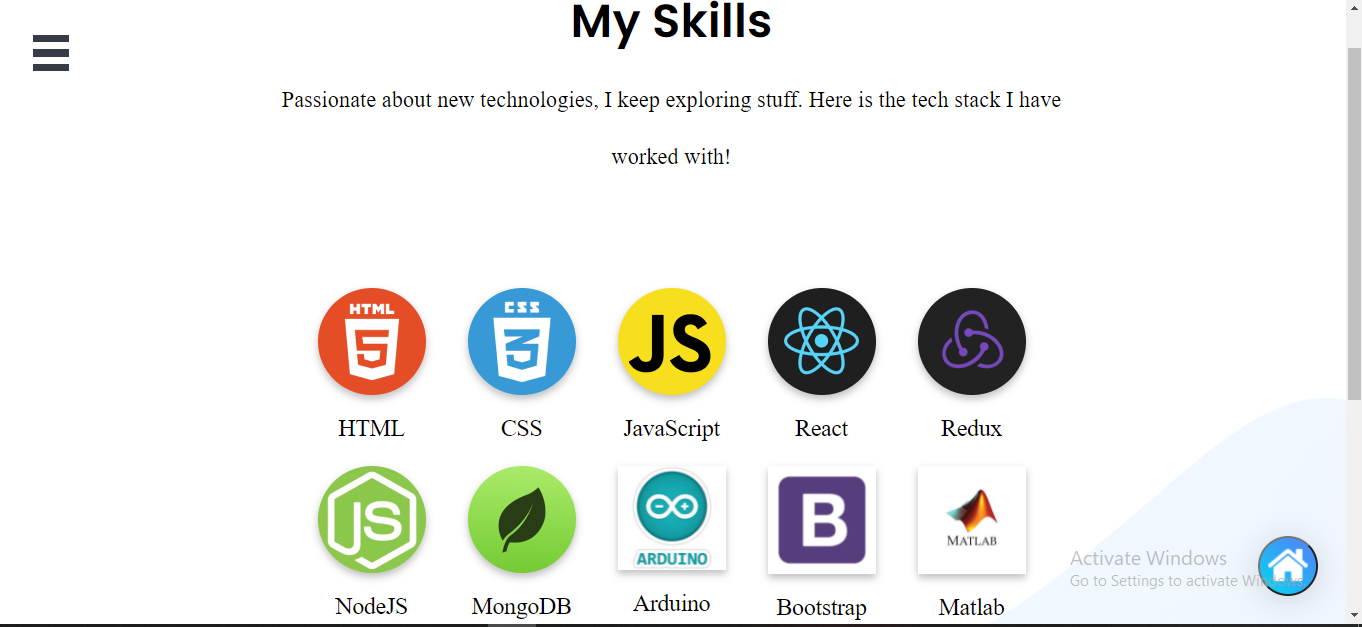 My Skills
Passionate about new technologies, I keep exploring stuff. Here is the tech stack I have
worked with!
HTML CSS JS
HTML CSS JavaScript React Redux
JS ARDUINO B MATLAB
NodeJS MongoDB Arduino Bootstrap Matlab
Activate Windows
Go to Settings to activate Windows.